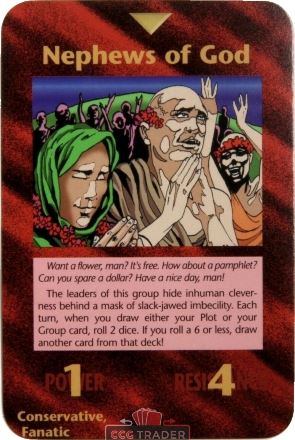 Nephews of God
Want a flower, man? It's free. How about a pamphlet?
Can you spare a dollar? Have a nice day, man!
The leaders of this group hide inhuman clever-
ness behind a mask of slack-jawed imbecility. Each
turn, when you draw either your Plot or your
Group card, roll 2 dice. If you roll a 6 or less, draw
another card from that deck!
POWER
1
RESISTANCE
4
Conservative,
Fanatic
CCG TRADER